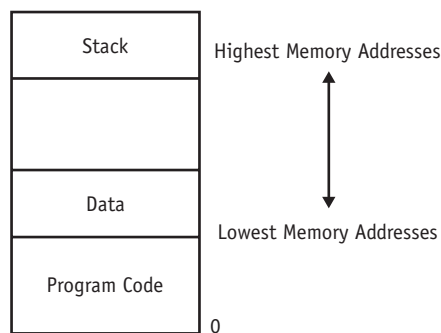 Stack
Highest Memory Addresses
Data
Lowest Memory Addresses
Program Code
0